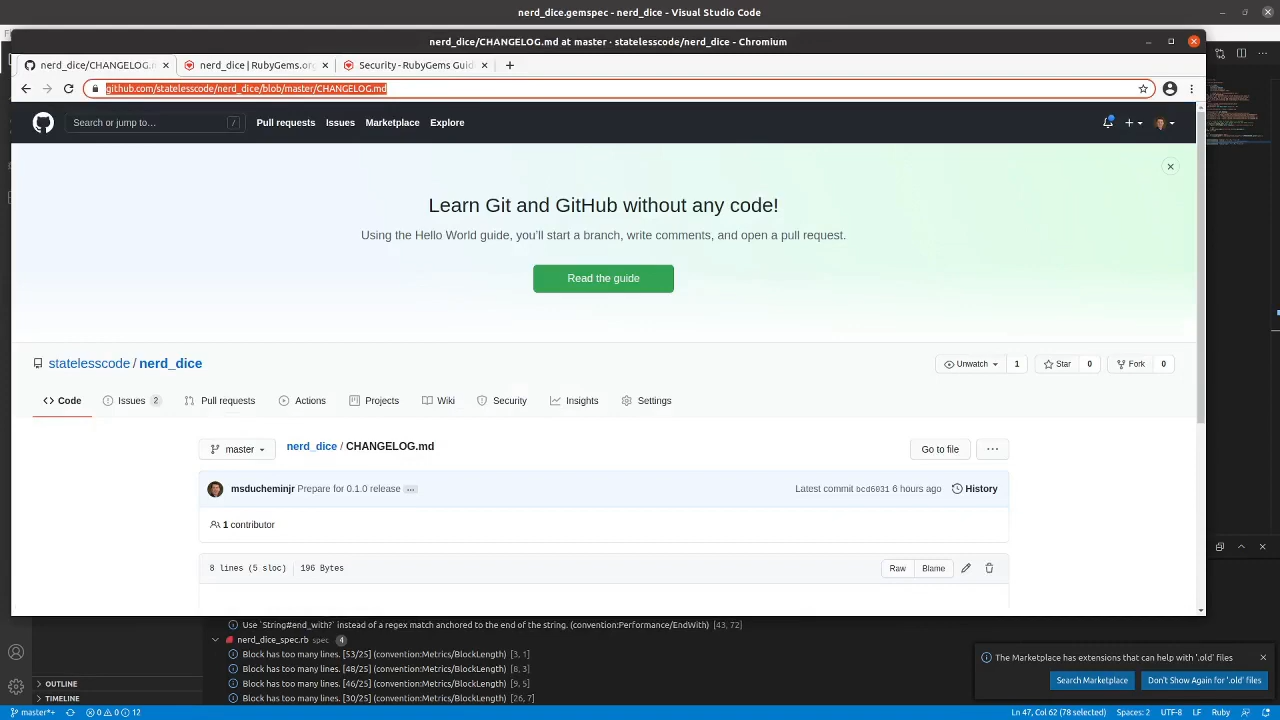 nerd_dice.gemspec - nerd_dice - Visual Studio Code
nerd_dice/CHANGELOG.md at master · statelesscode/nerd_dice - Chromium
nerd_dice/CHANGELOG.m
nerd_dice | RubyGems.org
Security - RubyGems Guid
github.com/statelesscode/nerd_dice/blob/master/CHANGELOG.md
Search or jump to…
/
Pull requests
Issues
Marketplace
Explore
Learn Git and GitHub without any code!
Using the Hello World guide, you'll start a branch, write comments, and open a pull request.
Read the guide
statelesscode / nerd_dice
Unwatch 1
Star 0
Fork 0
Code
Issues 2
Pull requests
Actions
Projects
Wiki
Security
Insights
Settings
master
nerd_dice / CHANGELOG.md
Go to file
msducheminjr Prepare for 0.1.0 release
Latest commit bcd6031 6 hours ago
History
1 contributor
8 lines (5 sloc) 196 Bytes
Raw
Blame
Use `String#end_with?` instead of a regex match anchored to the end of the string. (convention:Performance/EndWith) [43, 72]
nerd_dice_spec.rb spec 4
Block has too many lines. [53/25] (convention:Metrics/BlockLength) [3, 1]
Block has too many lines. [48/25] (convention:Metrics/BlockLength) [8, 3]
Block has too many lines. [46/25] (convention:Metrics/BlockLength) [9, 5]
Block has too many lines. [30/25] (convention:Metrics/BlockLength) [26, 7]
OUTLINE
TIMELINE
The Marketplace has extensions that can help with '.old' files
Search Marketplace
Don't Show Again for '.old' files
master*+
0 0 12
Ln 47, Col 62 (78 selected)
Spaces: 2
UTF-8
LF
Ruby